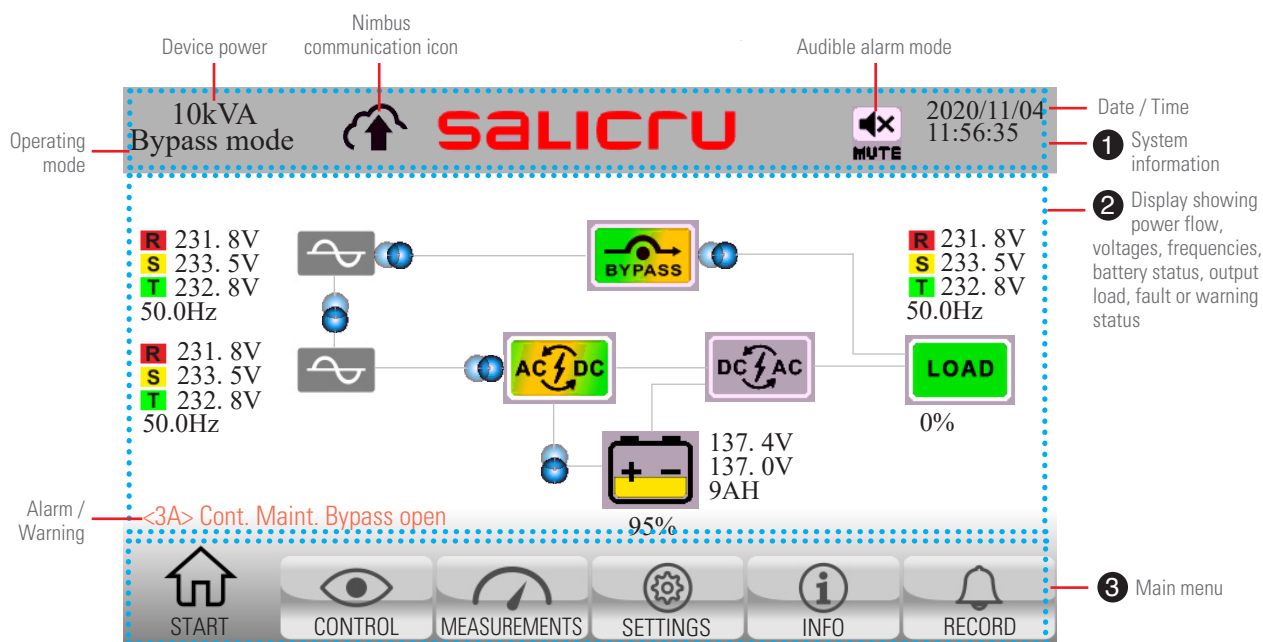 Nimbus
communication icon
Device power
Audible alarm mode
10kVA
Bypass mode
salicru
MUTE
2020/11/04
11:56:35
Date / Time
Operating
mode
1 System
information
2 Display showing
power flow,
voltages, frequencies,
battery status, output
load, fault or warning
status
R 231. 8V
S 233. 5V
T 232. 8V
50.0Hz
BYPASS
R 231. 8V
S 233. 5V
T 232. 8V
50.0Hz
R 231. 8V
S 233. 5V
T 232. 8V
50.0Hz
AC DC
DC AC
LOAD
0%
+ -
137. 4V
137. 0V
9AH
95%
Alarm /
Warning
<3A> Cont. Maint. Bypass open
START
CONTROL
MEASUREMENTS
SETTINGS
INFO
RECORD
3 Main menu